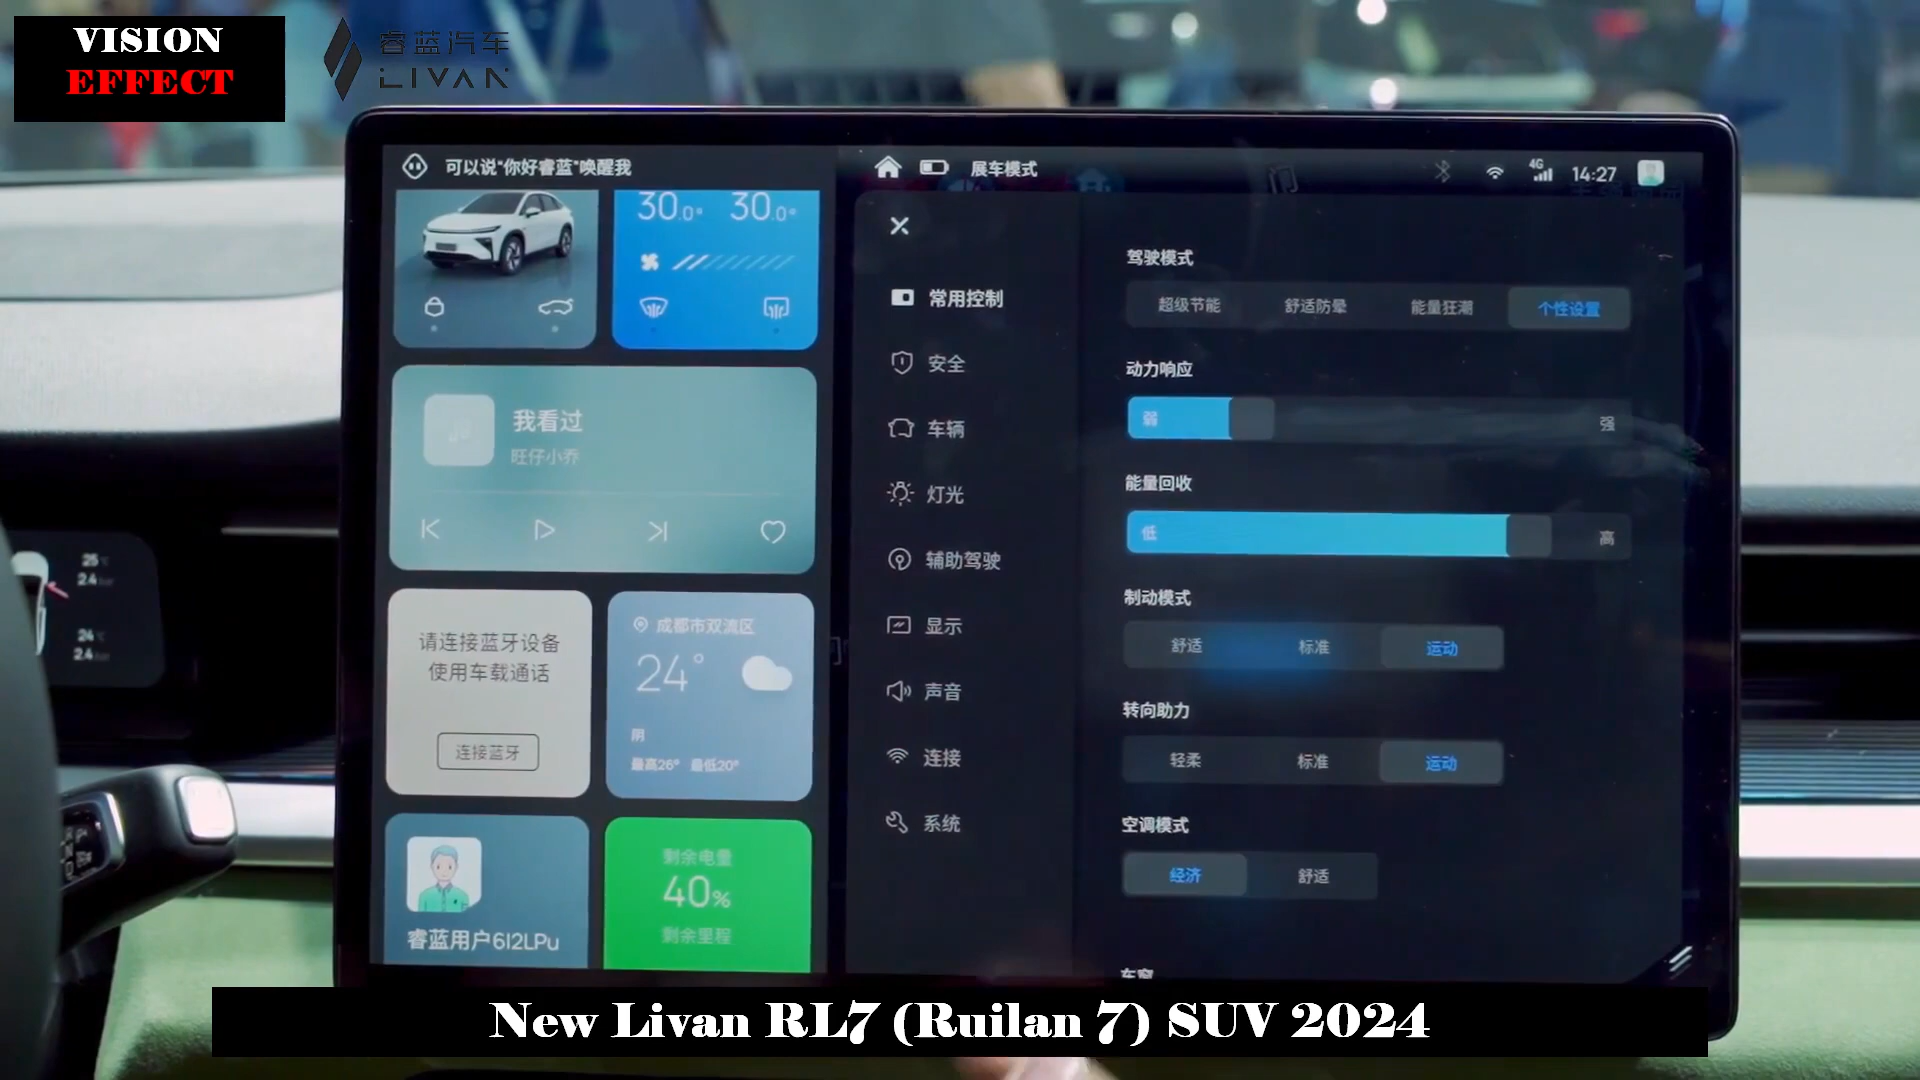 VISION
EFFECT
睿蓝汽车
LIVAN
可以说"你好睿蓝"唤醒我
展车模式
4G
14:27
30.0° 30.0°
我看过
旺仔小乔
请连接蓝牙设备
使用车载通话
连接蓝牙
成都市双流区
24°
阴
最高26° 最低20°
睿蓝用户612LPu
剩余电量
40%
剩余里程
常用控制
安全
车辆
灯光
辅助驾驶
显示
声音
连接
系统
驾驶模式
超级节能 舒适防晕 能量狂潮 个性设置
动力响应
弱 强
能量回收
低 高
制动模式
舒适 标准 运动
转向助力
轻柔 标准 运动
空调模式
经济 舒适
车窗
25
2.4
24
2.4
New Livan RL7 (Ruilan 7) SUV 2024